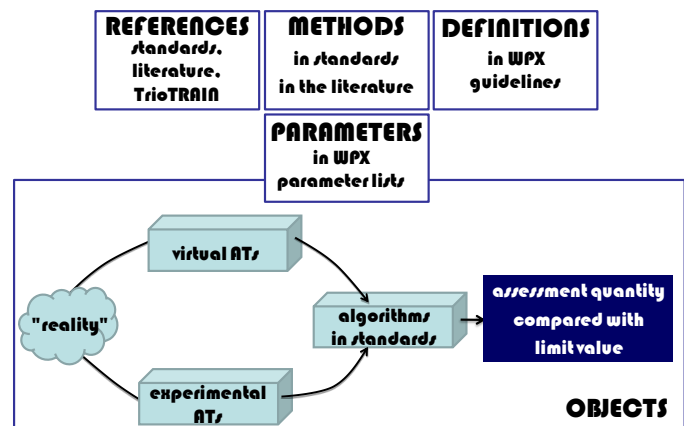 REFERENCES
standards,
literature,
TrioTRAIN
METHODS
in standards
in the literature
DEFINITIONS
in WPX
guidelines
PARAMETERS
in WPX
parameter lists
virtual ATs
"reality"
algorithms
in standards
assessment quantity
compared with
limit value
experimental
ATs
OBJECTS